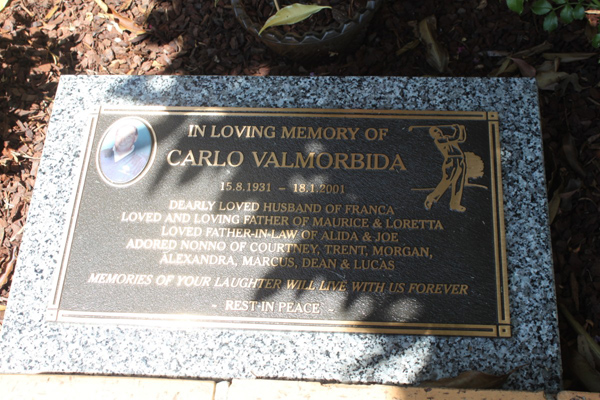 IN LOVING MEMORY OF
CARLO VALMORBIDA
15.8.1931 - 18.1.2001
DEARLY LOVED HUSBAND OF FRANCA
LOVED AND LOVING FATHER OF MAURICE & LORETTA
LOVED FATHER-IN-LAW OF ALIDA & JOE
ADORED NONNO OF COURTNEY, TRENT, MORGAN,
ALEXANDRA, MARCUS, DEAN & LUCAS
MEMORIES OF YOUR LAUGHTER WILL LIVE WITH US FOREVER
- REST IN PEACE -